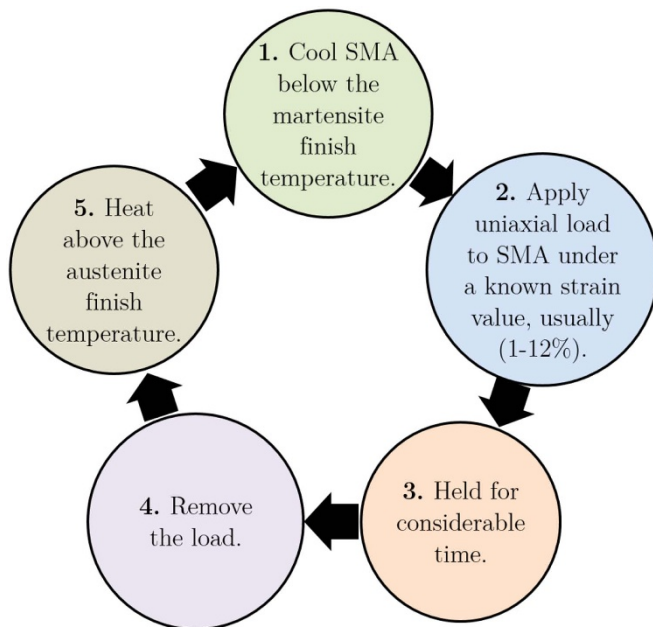 1. Cool SMA
below the
martensite
finish
temperature.
2. Apply
uniaxial load
to SMA under
a known strain
value, usually
(1-12%).
3. Held for
considerable
time.
4. Remove
the load.
5. Heat
above the
austenite
finish
temperature.